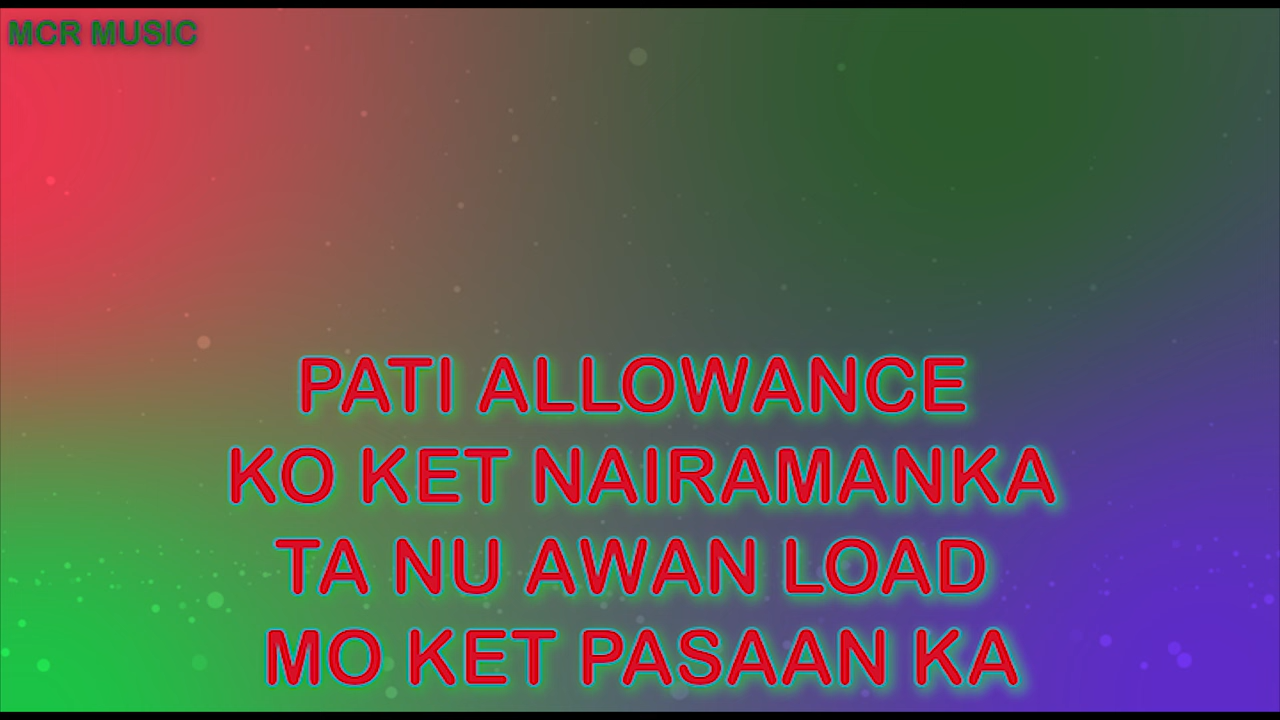 MCR MUSIC
PATI ALLOWANCE
KO KET NAIRAMANKA
TA NU AWAN LOAD
MO KET PASAAN KA